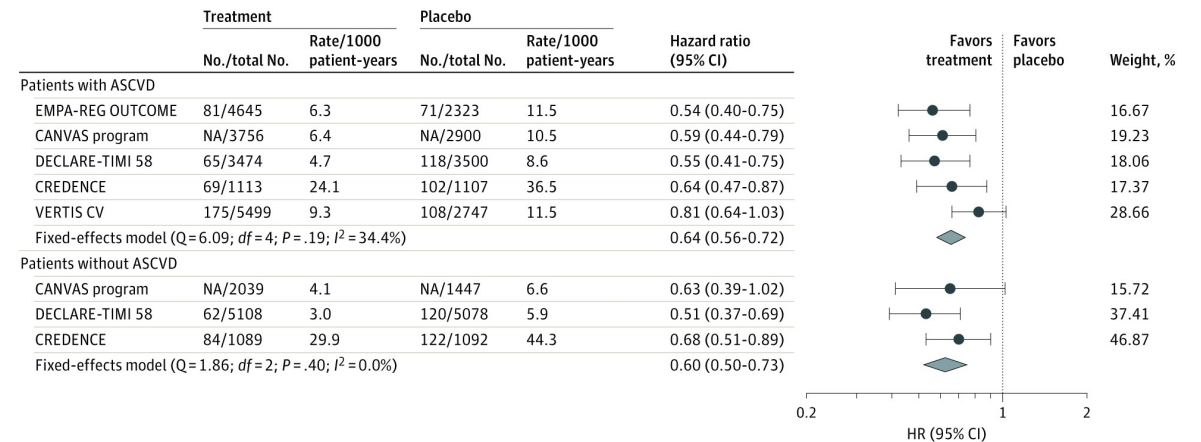 Treatment Placebo
No./total No. Rate/1000 patient-years No./total No. Rate/1000 patient-years Hazard ratio (95% CI) Favors treatment Favors placebo Weight, %
Patients with ASCVD
EMPA-REG OUTCOME 81/4645 6.3 71/2323 11.5 0.54 (0.40-0.75) 16.67
CANVAS program NA/3756 6.4 NA/2900 10.5 0.59 (0.44-0.79) 19.23
DECLARE-TIMI 58 65/3474 4.7 118/3500 8.6 0.55 (0.41-0.75) 18.06
CREDENCE 69/1113 24.1 102/1107 36.5 0.64 (0.47-0.87) 17.37
VERTIS CV 175/5499 9.3 108/2747 11.5 0.81 (0.64-1.03) 28.66
Fixed-effects model (Q = 6.09; df = 4; P = .19; I² = 34.4%) 0.64 (0.56-0.72)
Patients without ASCVD
CANVAS program NA/2039 4.1 NA/1447 6.6 0.63 (0.39-1.02) 15.72
DECLARE-TIMI 58 62/5108 3.0 120/5078 5.9 0.51 (0.37-0.69) 37.41
CREDENCE 84/1089 29.9 122/1092 44.3 0.68 (0.51-0.89) 46.87
Fixed-effects model (Q = 1.86; df = 2; P = .40; I² = 0.0%) 0.60 (0.50-0.73)
0.2 1 2
HR (95% CI)